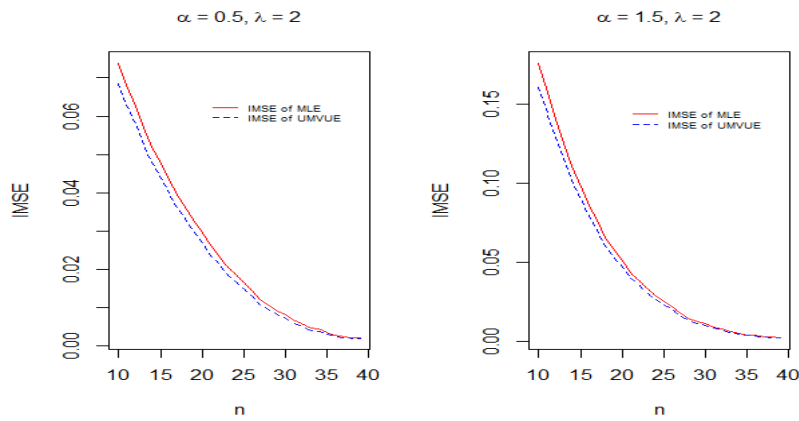 α = 0.5, λ = 2
IMSE
0.00 0.02 0.04 0.06
IMSE of MLE
IMSE of UMVUE
10 15 20 25 30 35 40
n
α = 1.5, λ = 2
IMSE
0.00 0.05 0.10 0.15
IMSE of MLE
IMSE of UMVUE
10 15 20 25 30 35 40
n